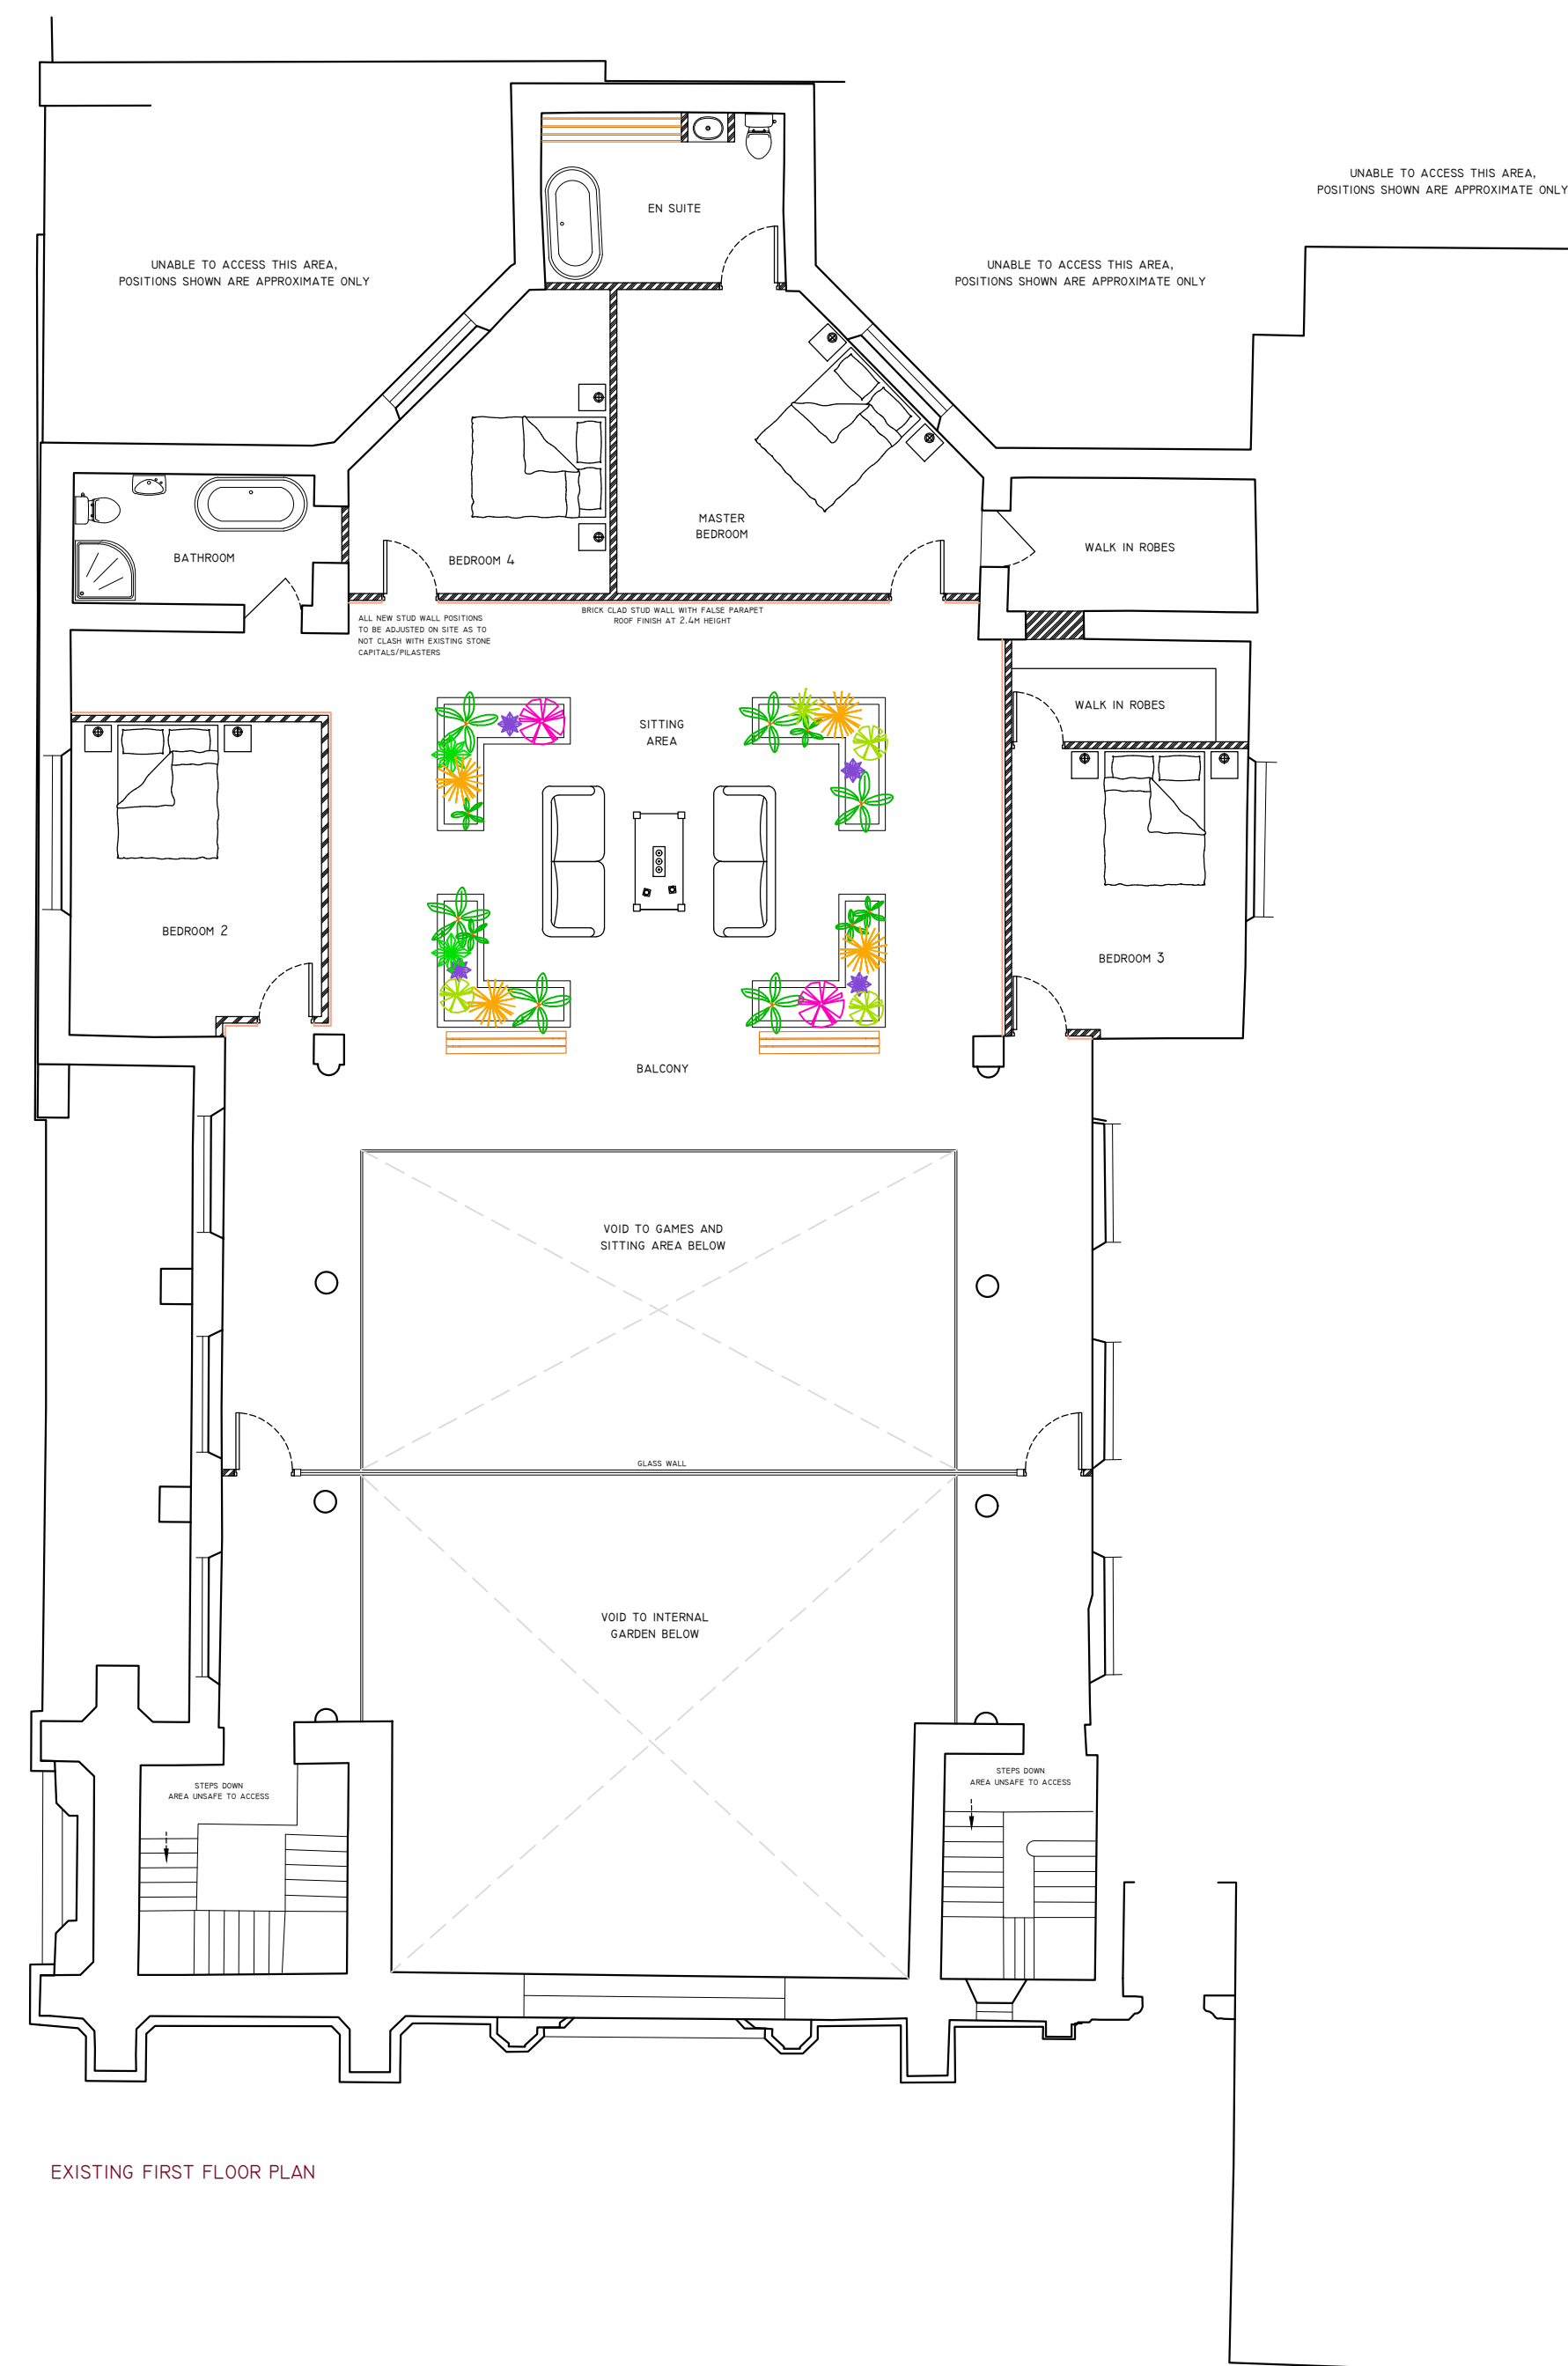 UNABLE TO ACCESS THIS AREA,
POSITIONS SHOWN ARE APPROXIMATE ONLY
EN SUITE
UNABLE TO ACCESS THIS AREA,
POSITIONS SHOWN ARE APPROXIMATE ONLY
UNABLE TO ACCESS THIS AREA,
POSITIONS SHOWN ARE APPROXIMATE ONLY
MASTER
BEDROOM
WALK IN ROBES
BATHROOM
BEDROOM 4
BRICK CLAD STUD WALL WITH FALSE PARAPET
ROOF FINISH AT 2.4M HEIGHT
ALL NEW STUD WALL POSITIONS
TO BE ADJUSTED ON SITE AS TO
NOT CLASH WITH EXISTING STONE
CAPITALS/PILASTERS
WALK IN ROBES
SITTING
AREA
BEDROOM 2
BEDROOM 3
BALCONY
VOID TO GAMES AND
SITTING AREA BELOW
GLASS WALL
VOID TO INTERNAL
GARDEN BELOW
STEPS DOWN
AREA UNSAFE TO ACCESS
STEPS DOWN
AREA UNSAFE TO ACCESS
EXISTING FIRST FLOOR PLAN